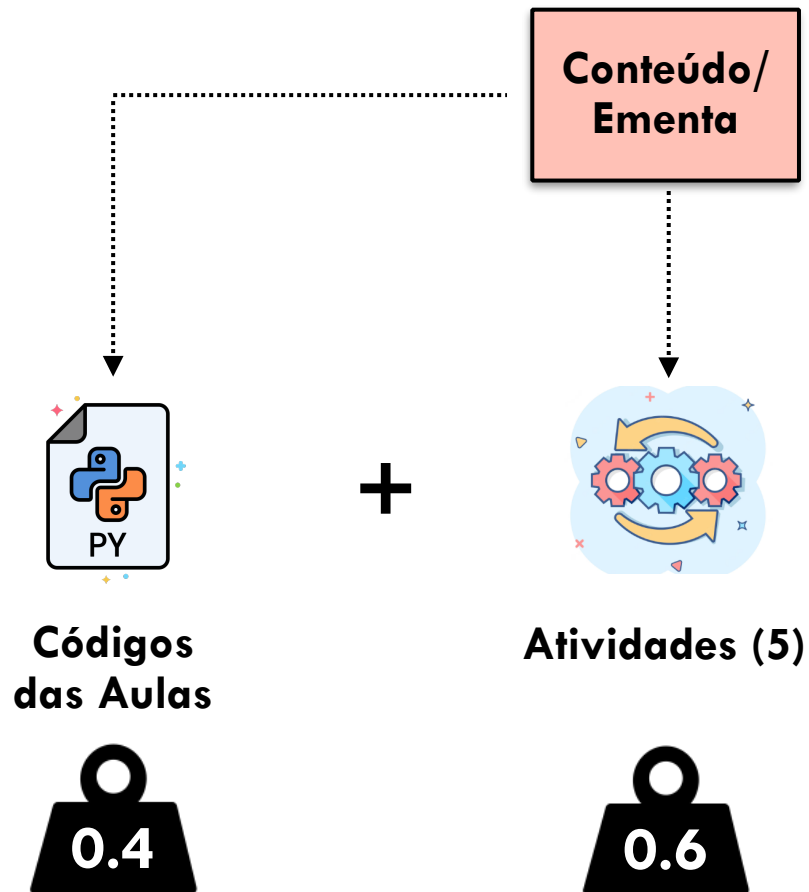 Conteúdo/
Ementa
PY
+
Códigos
das Aulas
Atividades (5)
0.4
0.6